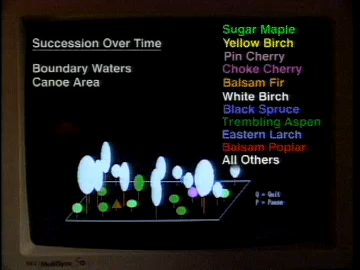 Succession Over Time
Boundary Waters
Canoe Area
Sugar Maple
Yellow Birch
Pin Cherry
Choke Cherry
Balsam Fir
White Birch
Black Spruce
Trembling Aspen
Eastern Larch
Balsam Poplar
All Others
Q = Quit
P = Pause